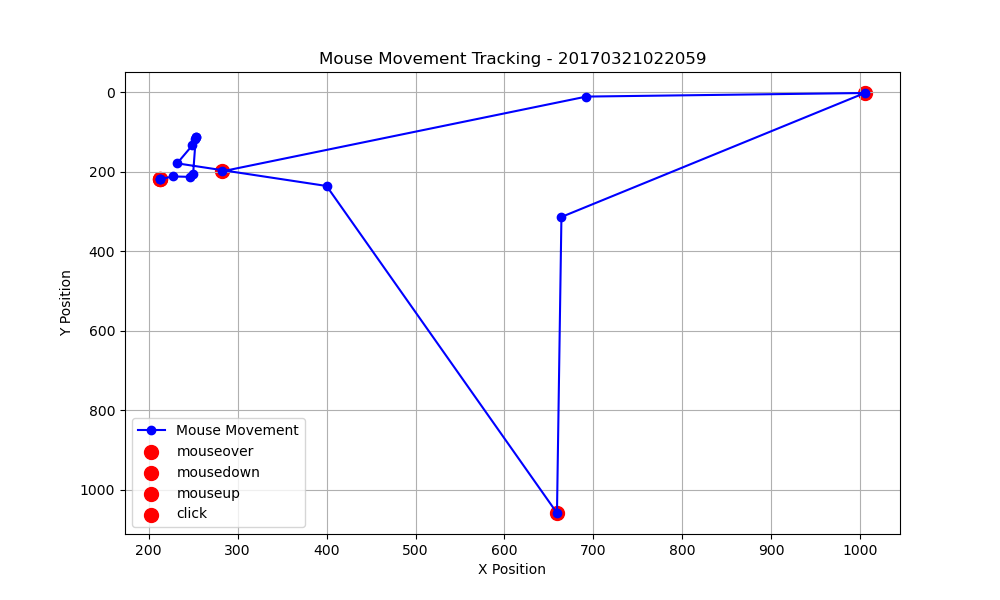 Mouse Movement Tracking - 20170321022059
0
200
400
600
800
1000
Y Position
Mouse Movement
mouseover
mousedown
mouseup
click
200 300 400 500 600 700 800 900 1000
X Position